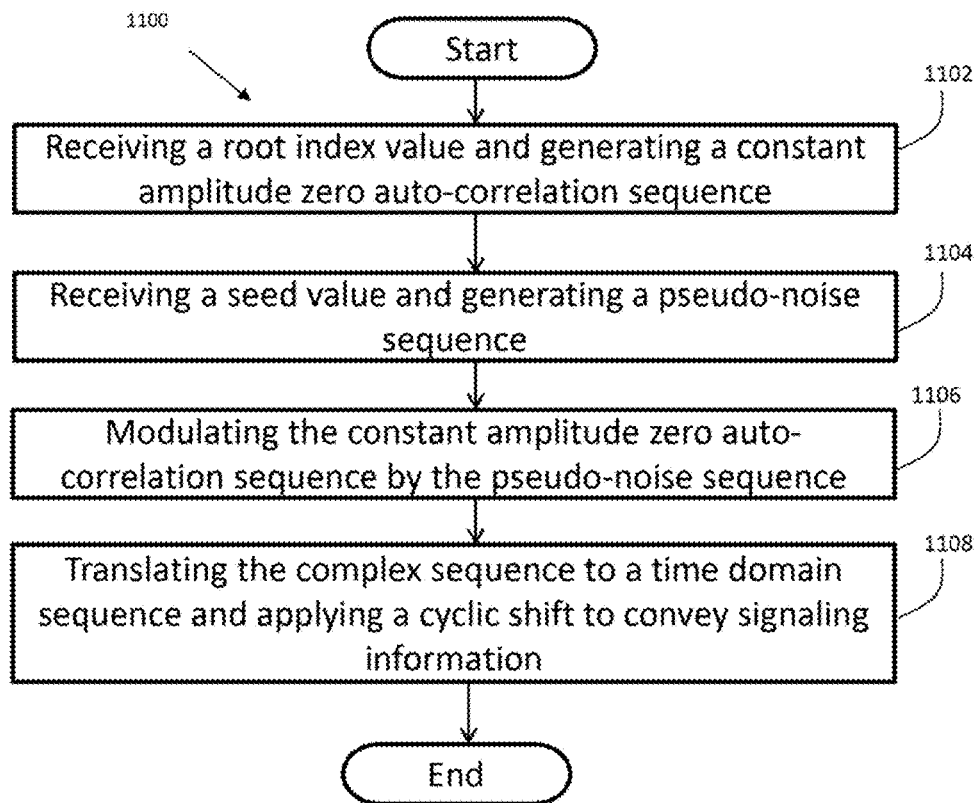 1100
Start
1102
Receiving a root index value and generating a constant
amplitude zero auto-correlation sequence
1104
Receiving a seed value and generating a pseudo-noise
sequence
1106
Modulating the constant amplitude zero auto-
correlation sequence by the pseudo-noise sequence
1108
Translating the complex sequence to a time domain
sequence and applying a cyclic shift to convey signaling
information
End